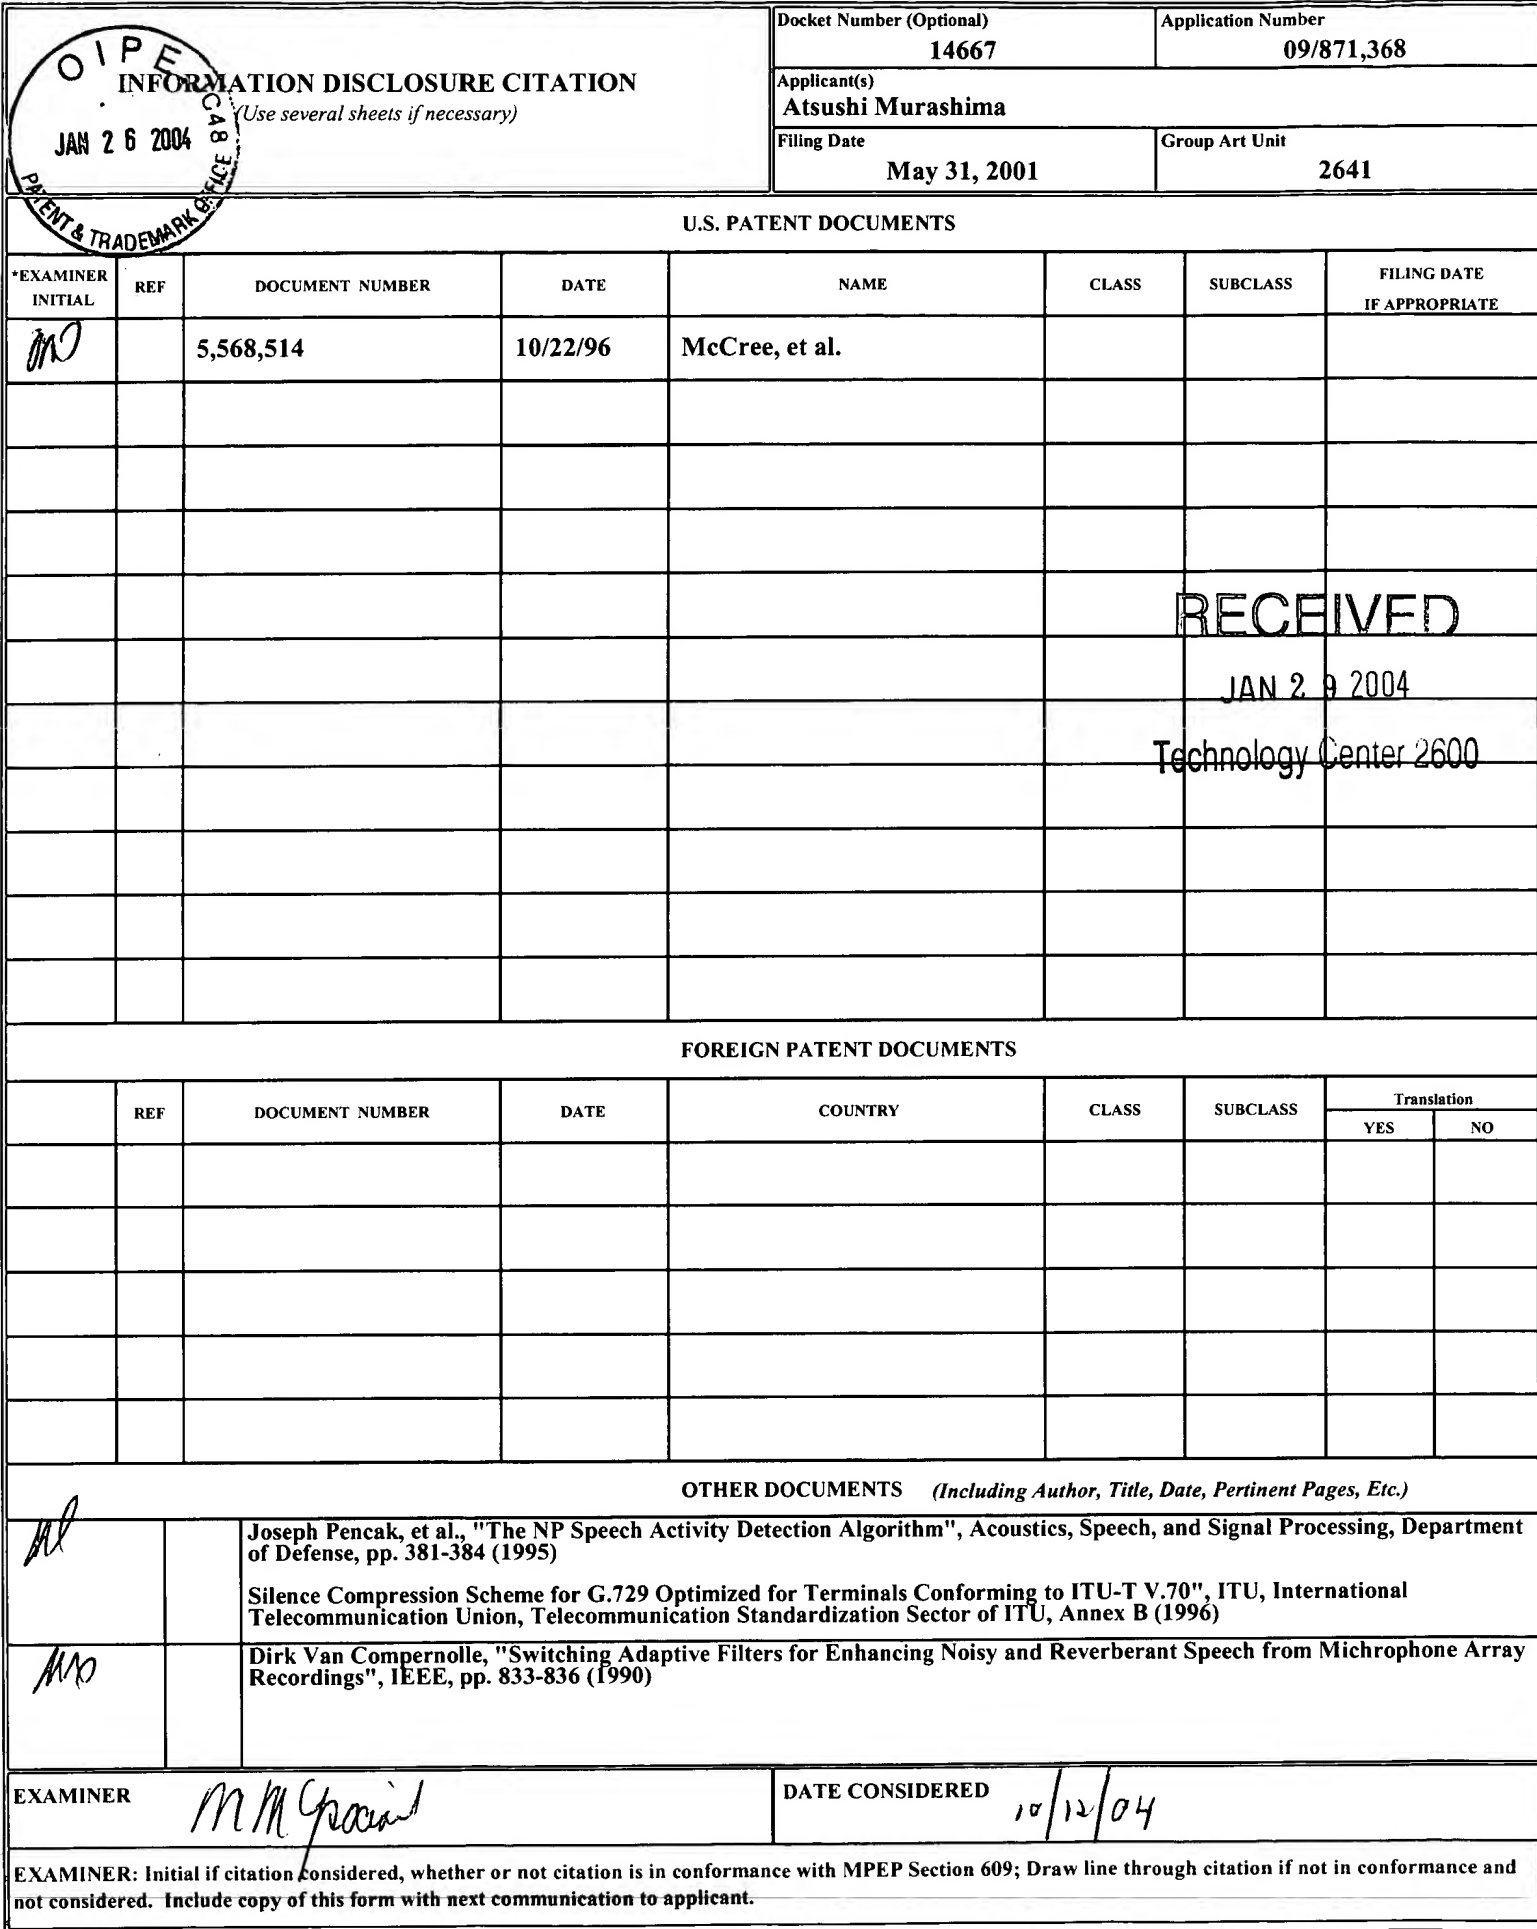 OIPE
JAN 26 2004
PATENT & TRADEMARK OFFICE
INFORMATION DISCLOSURE CITATION
(Use several sheets if necessary)
Docket Number (Optional)
14667
Application Number
09/871,368
Applicant(s)
Atsushi Murashima
Filing Date
May 31, 2001
Group Art Unit
2641
U.S. PATENT DOCUMENTS
*EXAMINER INITIAL REF DOCUMENT NUMBER DATE NAME CLASS SUBCLASS FILING DATE IF APPROPRIATE
5,568,514 10/22/96 McCree, et al.
RECEIVED
JAN 29 2004
Technology Center 2600
FOREIGN PATENT DOCUMENTS
REF DOCUMENT NUMBER DATE COUNTRY CLASS SUBCLASS Translation
YES NO
OTHER DOCUMENTS (Including Author, Title, Date, Pertinent Pages, Etc.)
Joseph Pencak, et al., "The NP Speech Activity Detection Algorithm", Acoustics, Speech, and Signal Processing, Department
of Defense, pp. 381-384 (1995)
Silence Compression Scheme for G.729 Optimized for Terminals Conforming to ITU-T V.70", ITU, International
Telecommunication Union, Telecommunication Standardization Sector of ITU, Annex B (1996)
Dirk Van Compernolle, "Switching Adaptive Filters for Enhancing Noisy and Reverberant Speech from Michrophone Array
Recordings", IEEE, pp. 833-836 (1990)
EXAMINER
DATE CONSIDERED 10/12/04
EXAMINER: Initial if citation considered, whether or not citation is in conformance with MPEP Section 609; Draw line through citation if not in conformance and
not considered. Include copy of this form with next communication to applicant.